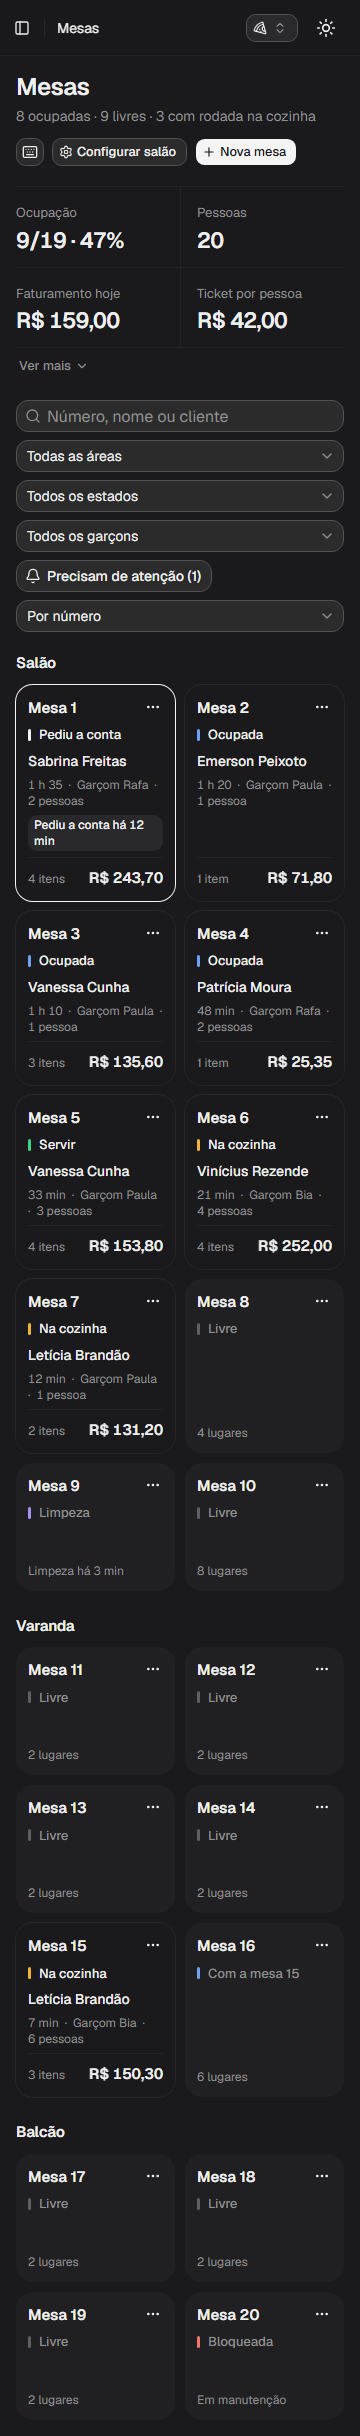 Mesas
Mesas
8 ocupadas · 9 livres · 3 com rodada na cozinha
Configurar salão
Nova mesa
Ocupação
9/19 · 47%
Pessoas
20
Faturamento hoje
R$ 159,00
Ticket por pessoa
R$ 42,00
Ver mais
Número, nome ou cliente
Todas as áreas
Todos os estados
Todos os garçons
Precisam de atenção (1)
Por número
Salão
Mesa 1
Pediu a conta
Sabrina Freitas
1 h 35 · Garçom Rafa ·
2 pessoas
Pediu a conta há 12
min
4 itens R$ 243,70
Mesa 2
Ocupada
Emerson Peixoto
1 h 20 · Garçom Paula ·
1 pessoa
1 item R$ 71,80
Mesa 3
Ocupada
Vanessa Cunha
1 h 10 · Garçom Paula ·
1 pessoa
3 itens R$ 135,60
Mesa 4
Ocupada
Patrícia Moura
48 min · Garçom Rafa ·
2 pessoas
1 item R$ 25,35
Mesa 5
Servir
Vanessa Cunha
33 min · Garçom Paula
· 3 pessoas
4 itens R$ 153,80
Mesa 6
Na cozinha
Vinícius Rezende
21 min · Garçom Bia ·
4 pessoas
4 itens R$ 252,00
Mesa 7
Na cozinha
Letícia Brandão
12 min · Garçom Paula
· 1 pessoa
2 itens R$ 131,20
Mesa 8
Livre
4 lugares
Mesa 9
Limpeza
Limpeza há 3 min
Mesa 10
Livre
8 lugares
Varanda
Mesa 11
Livre
2 lugares
Mesa 12
Livre
2 lugares
Mesa 13
Livre
2 lugares
Mesa 14
Livre
2 lugares
Mesa 15
Na cozinha
Letícia Brandão
7 min · Garçom Bia ·
6 pessoas
3 itens R$ 150,30
Mesa 16
Com a mesa 15
6 lugares
Balcão
Mesa 17
Livre
2 lugares
Mesa 18
Livre
2 lugares
Mesa 19
Livre
2 lugares
Mesa 20
Bloqueada
Em manutenção